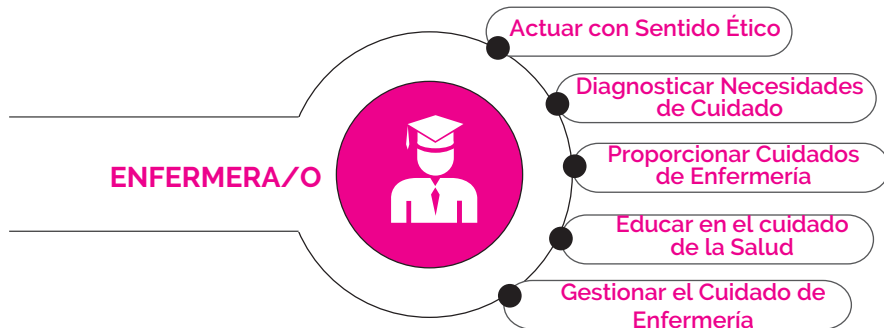 Actuar con Sentido Ético
Diagnosticar Necesidades
de Cuidado
ENFERMERA/O
Proporcionar Cuidados
de Enfermería
Educar en el cuidado
de la Salud
Gestionar el Cuidado de
Enfermería